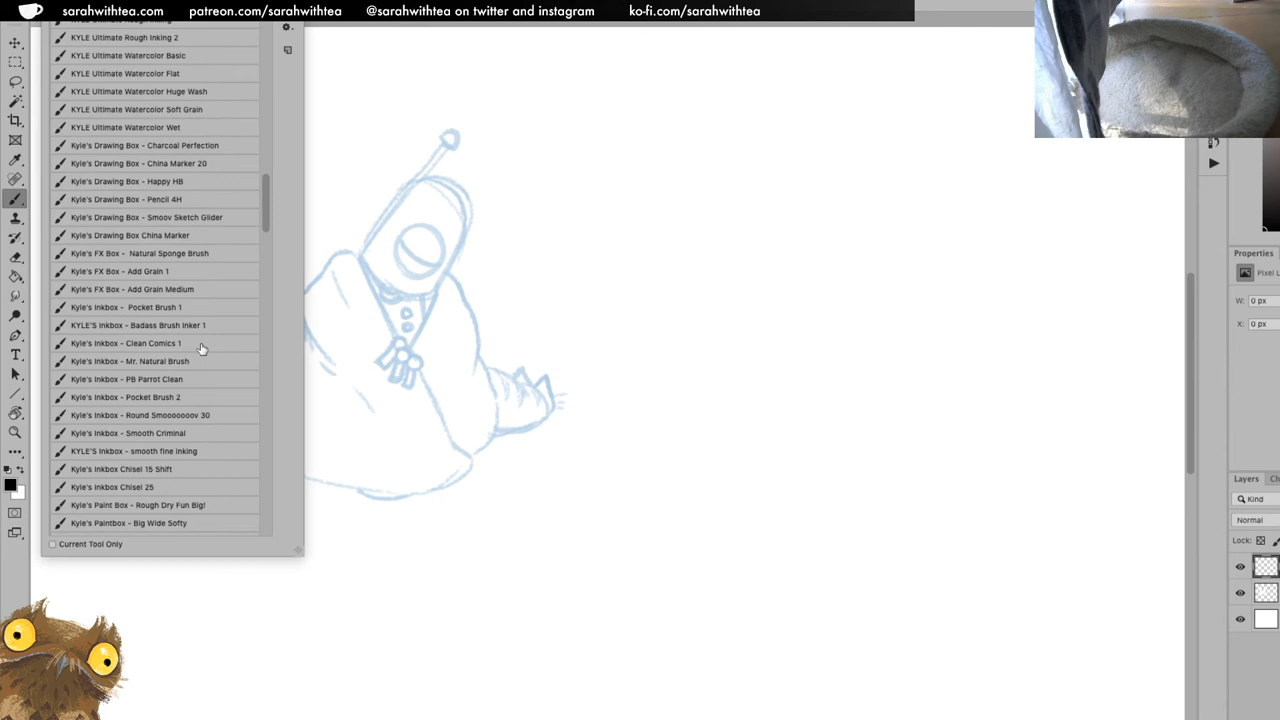 sarahwithtea.com patreon.com/sarahwithtea @sarahwithtea on twitter and instagram ko-fi.com/sarahwithtea
KYLE Ultimate Rough Inking 2
KYLE Ultimate Watercolor Basic
KYLE Ultimate Watercolor Flat
KYLE Ultimate Watercolor Huge Wash
KYLE Ultimate Watercolor Soft Grain
KYLE Ultimate Watercolor Wet
Kyle's Drawing Box - Charcoal Perfection
Kyle's Drawing Box - China Marker 20
Kyle's Drawing Box - Happy HB
Kyle's Drawing Box - Pencil 4H
Kyle's Drawing Box - Smoov Sketch Gilder
Kyle's Drawing Box China Marker
Kyle's FX Box - Natural Sponge Brush
Kyle's FX Box - Add Grain 1
Kyle's FX Box - Add Grain Medium
Kyle's Inkbox - Pocket Brush 1
KYLE'S Inkbox - Badass Brush Inker 1
Kyle's Inkbox - Clean Comics 1
Kyle's Inkbox - Mr. Natural Brush
Kyle's Inkbox - PB Parrot Clean
Kyle's Inkbox - Pocket Brush 2
Kyle's Inkbox - Round Smooooooov 30
Kyle's Inkbox - Smooth Criminal
KYLE'S Inkbox - smooth fine inking
Kyle's Inkbox Chisel 15 Shift
Kyle's Inkbox Chisel 25
Kyle's Paint Box - Rough Dry Fun Big!
Kyle's Paintbox - Big Wide Softy
Current Tool Only
Properties
Pixel L
W: 0 px
X: 0 px
Layers Ch
Kind
Normal
Lock: